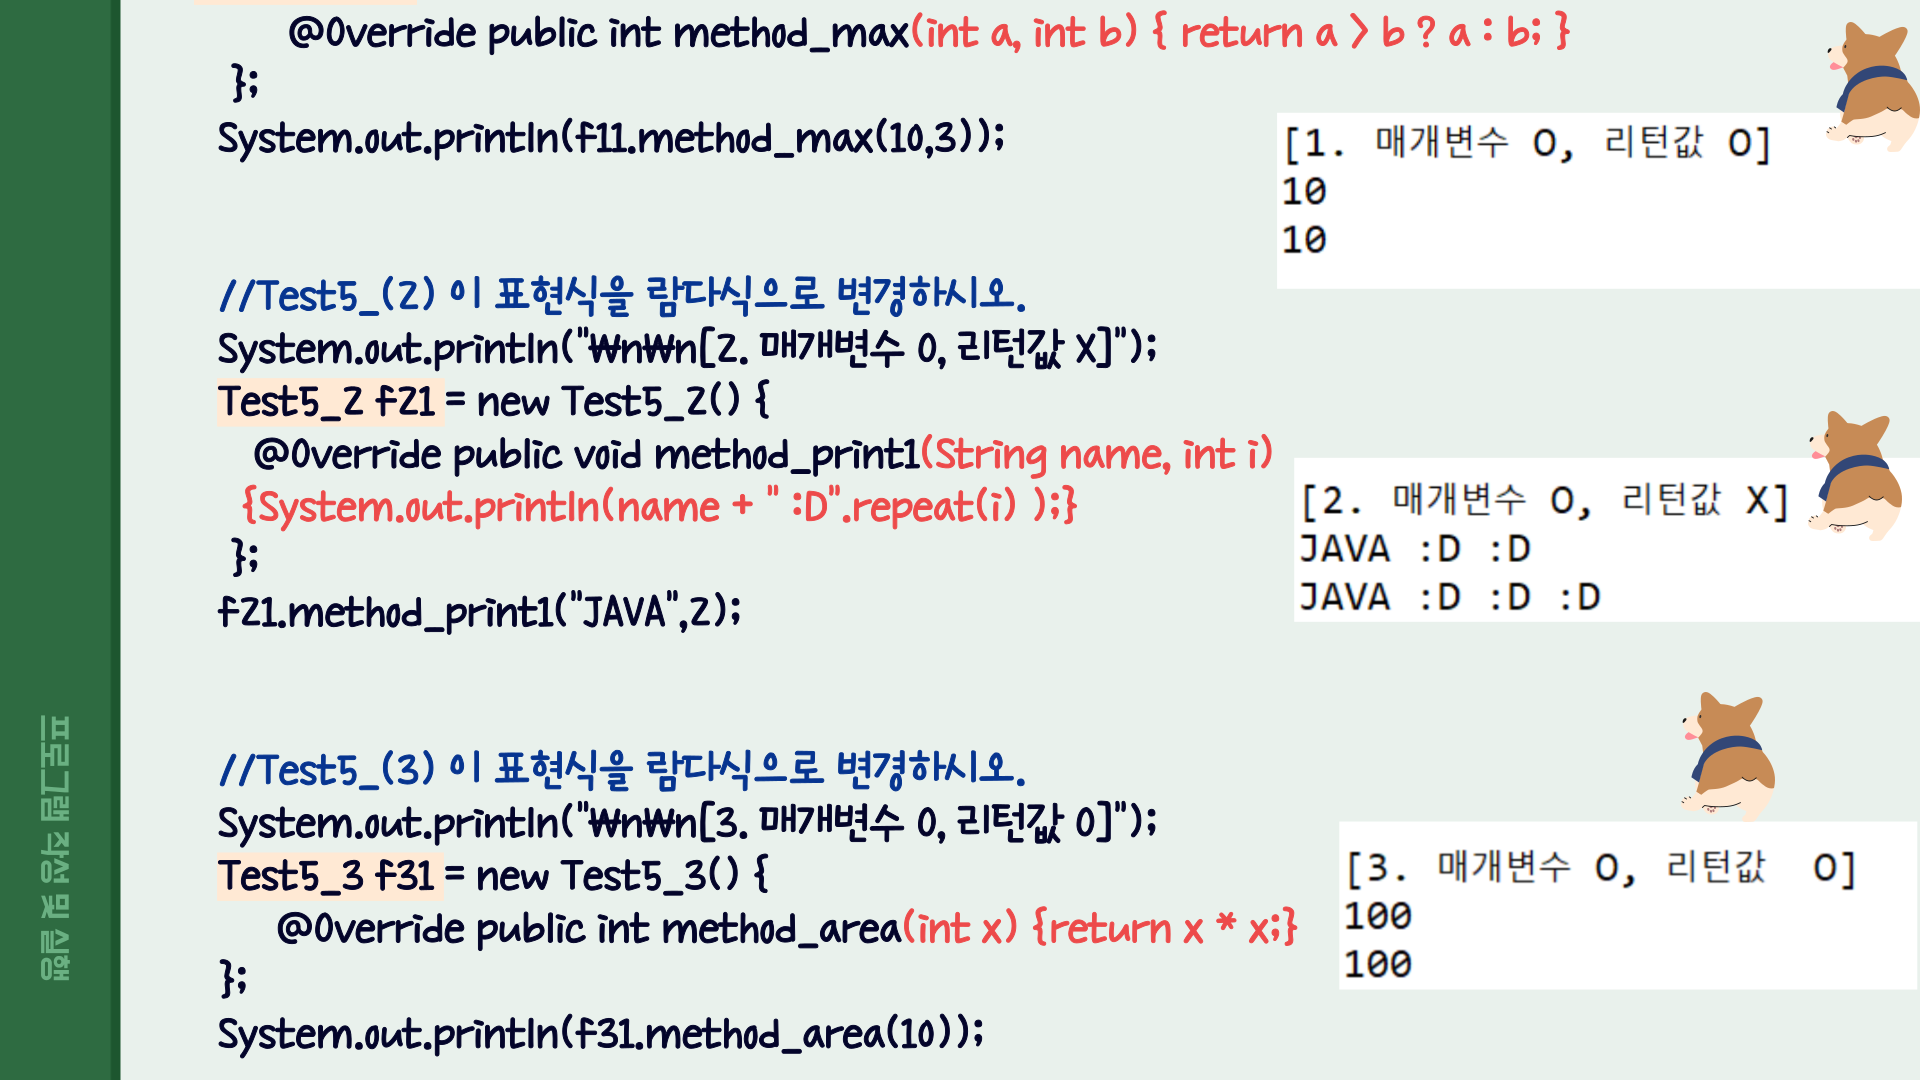 @Override public int method_max(int a, int b) { return a > b ? a : b; }
};
System.out.println(f11.method_max(10,3));
[1. 매개변수 O, 리턴값 O]
10
10
//Test5_(2) 이 표현식을 람다식으로 변경하시오.
System.out.println("₩n₩n[2. 매개변수 O, 리턴값 X]");
Test5_2 f21 = new Test5_2() {
@Override public void method_print1(String name, int i)
{System.out.println(name + " :D".repeat(i) );}
};
f21.method_print1("JAVA",2);
[2. 매개변수 O, 리턴값 X]
JAVA :D :D
JAVA :D :D :D
//Test5_(3) 이 표현식을 람다식으로 변경하시오.
System.out.println("₩n₩n[3. 매개변수 O, 리턴값 O]");
Test5_3 f31 = new Test5_3() {
@Override public int method_area(int x) {return x * x;}
};
System.out.println(f31.method_area(10));
[3. 매개변수 O, 리턴값  O]
100
100
프로그램 작성 및 실행